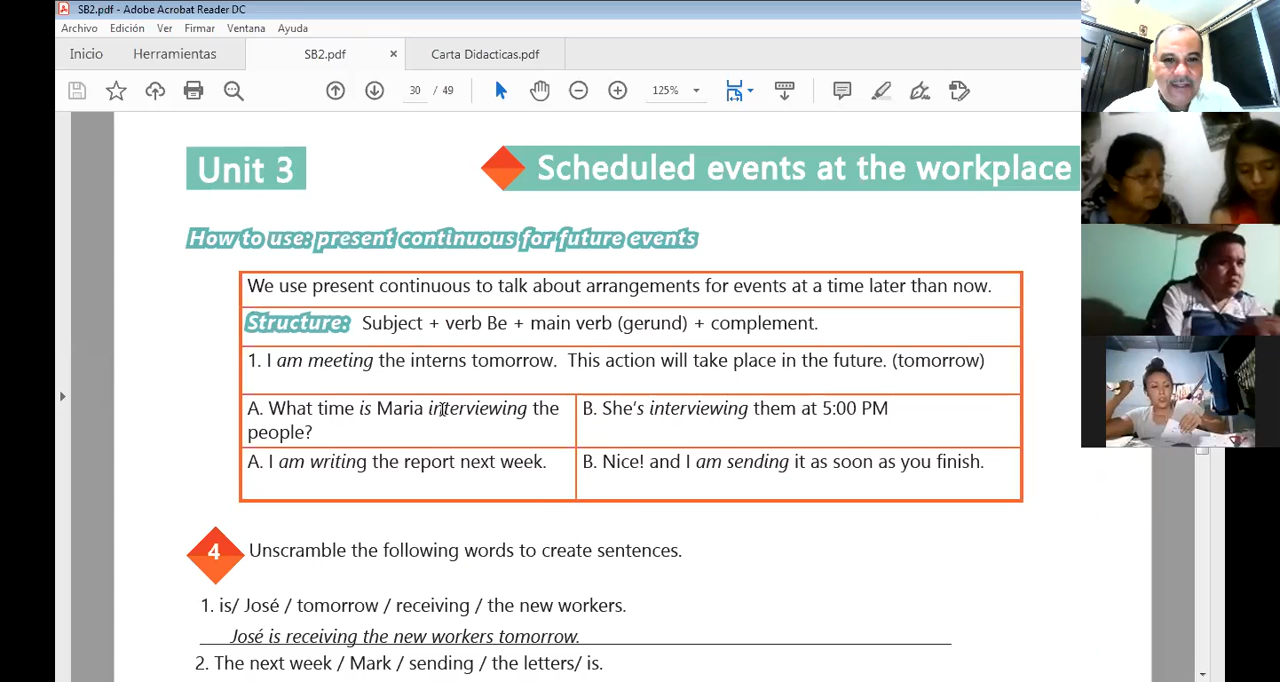 SB2.pdf - Adobe Acrobat Reader DC
Archivo Edición Ver Firmar Ventana Ayuda
Inicio Herramientas SB2.pdf × Carta Didacticas.pdf
30 / 49 125%
Unit 3 Scheduled events at the workplace
How to use: present continuous for future events
We use present continuous to talk about arrangements for events at a time later than now.
Structure: Subject + verb Be + main verb (gerund) + complement.
1. I am meeting the interns tomorrow. This action will take place in the future. (tomorrow)
A. What time is Maria interviewing the
people?
B. She's interviewing them at 5:00 PM
A. I am writing the report next week.
B. Nice! and I am sending it as soon as you finish.
4 Unscramble the following words to create sentences.
1. is/ José / tomorrow / receiving / the new workers.
José is receiving the new workers tomorrow.
2. The next week / Mark / sending / the letters/ is.